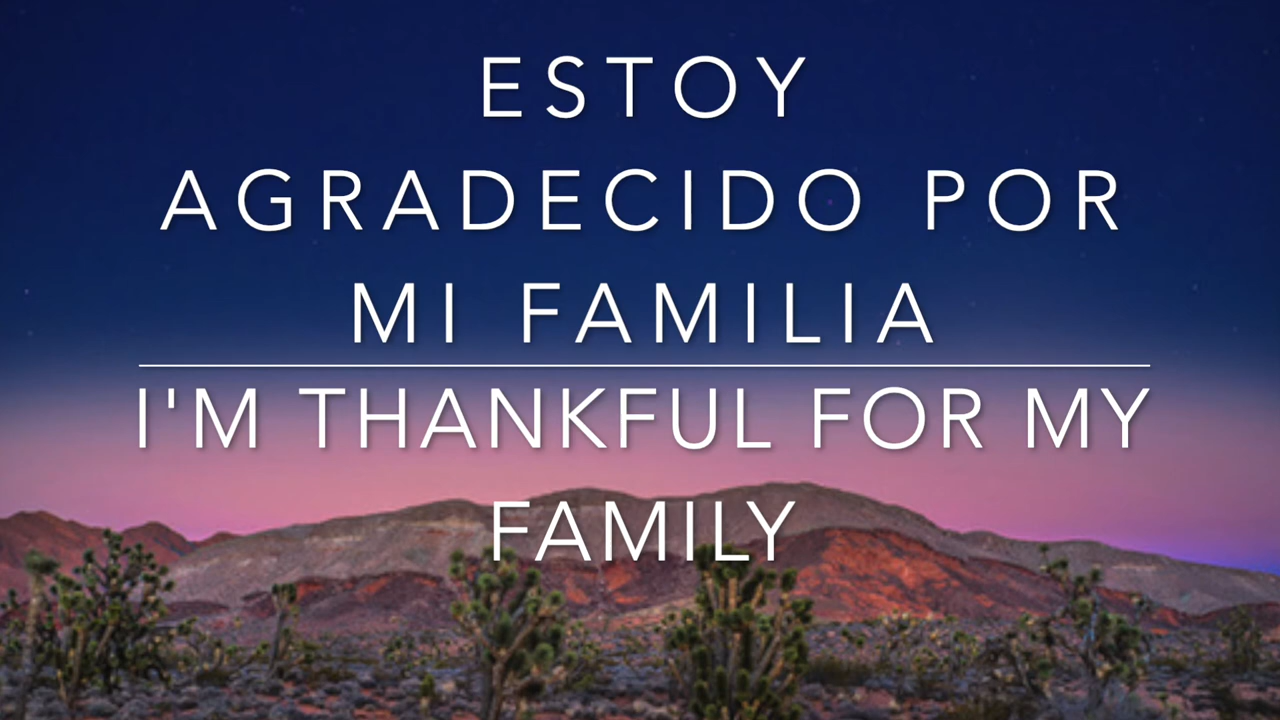 ESTOY
AGRADECIDO POR
MI FAMILIA
I'M THANKFUL FOR MY
FAMILY